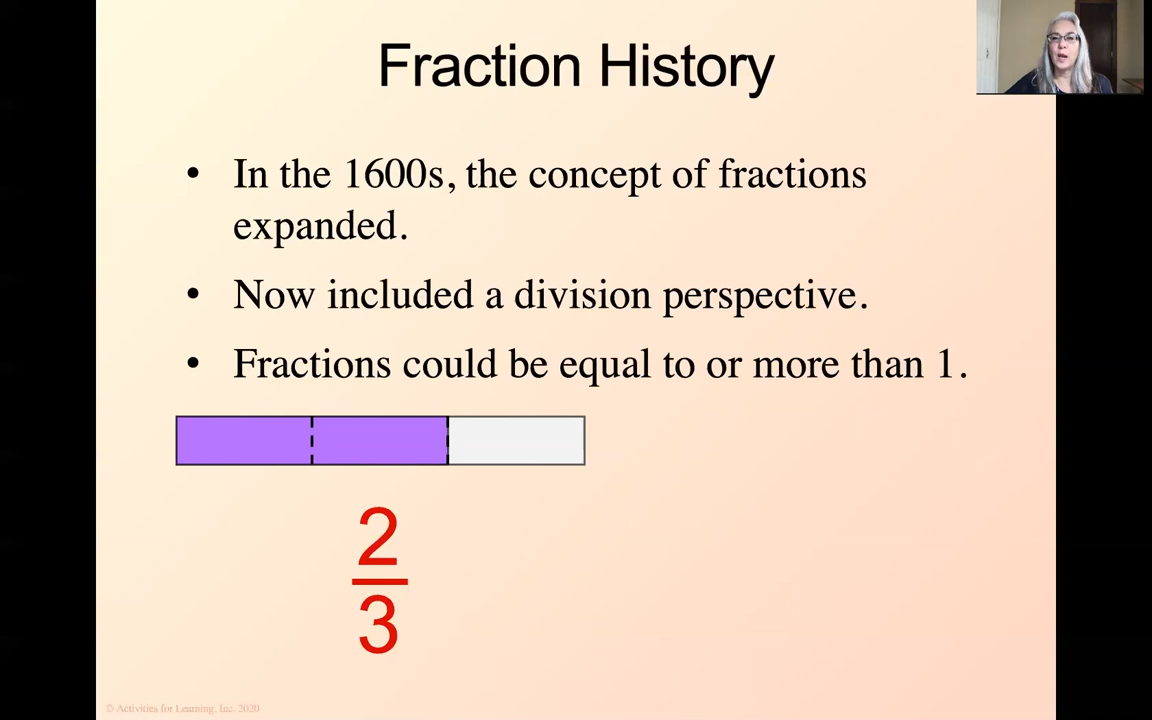 Fraction History
• In the 1600s, the concept of fractions
expanded.
• Now included a division perspective.
• Fractions could be equal to or more than 1.
2
3
© Activities for Learning, Inc. 2020